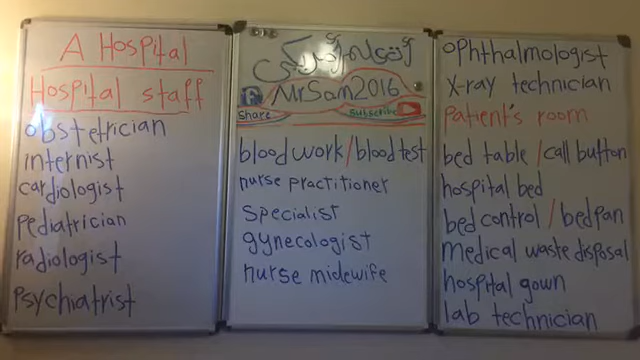 A Hospital
Hospital staff
obstetrician
internist
cardiologist
pediatrician
radiologist
psychiatrist
MrSam2016
Share
subscribe
blood work/blood test
nurse practitioner
specialist
gynecologist
nurse midewife
ophthalmologist
x-ray technician
patient's room
bed table /call button
hospital bed
bed control / bedpan
medical waste disposal
hospital gown
lab technician